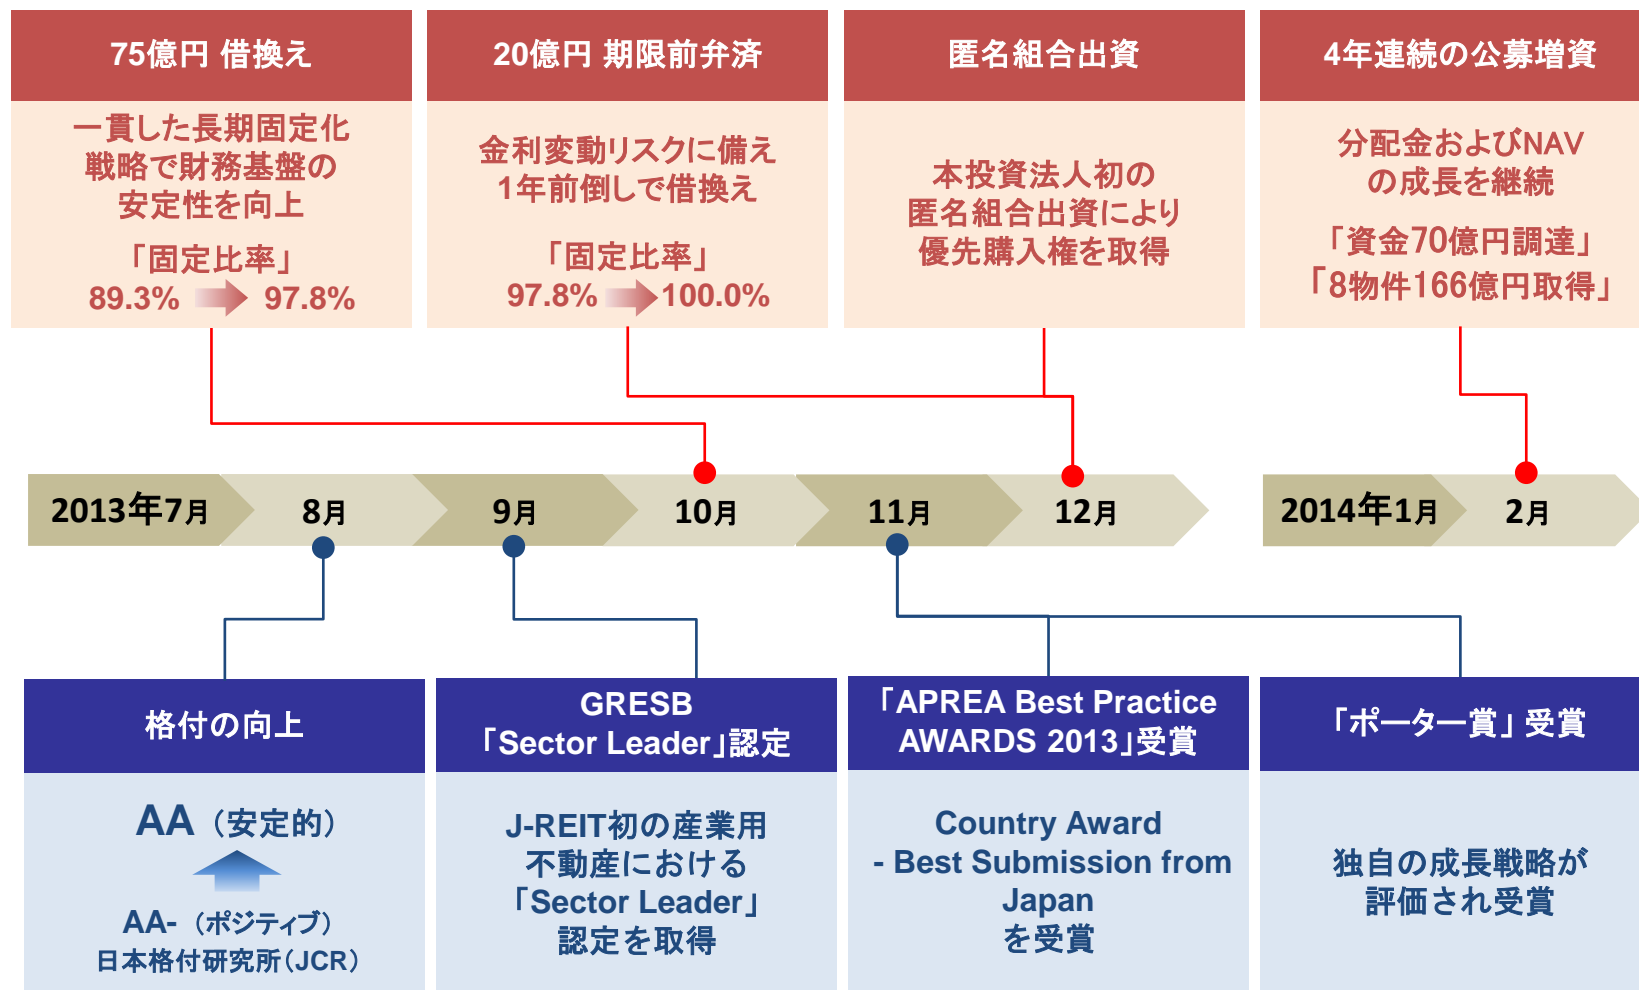 75億円 借換え
一貫した長期固定化
戦略で財務基盤の
安定性を向上
「固定比率」
89.3% 97.8%
20億円 期限前弁済
金利変動リスクに備え
1年前倒しで借換え
「固定比率」
97.8% 100.0%
匿名組合出資
本投資法人初の
匿名組合出資により
優先購入権を取得
4年連続の公募増資
分配金およびNAV
の成長を継続
「資金70億円調達」
「8物件166億円取得」
2013年7月 8月 9月 10月 11月 12月 2014年1月 2月
格付の向上
AA（安定的）
AA-（ポジティブ）
日本格付研究所（JCR）
GRESB
「Sector Leader」認定
J-REIT初の産業用
不動産における
「Sector Leader」
認定を取得
「APREA Best Practice
AWARDS 2013」受賞
Country Award
- Best Submission from
Japan
を受賞
「ポーター賞」受賞
独自の成長戦略が
評価され受賞